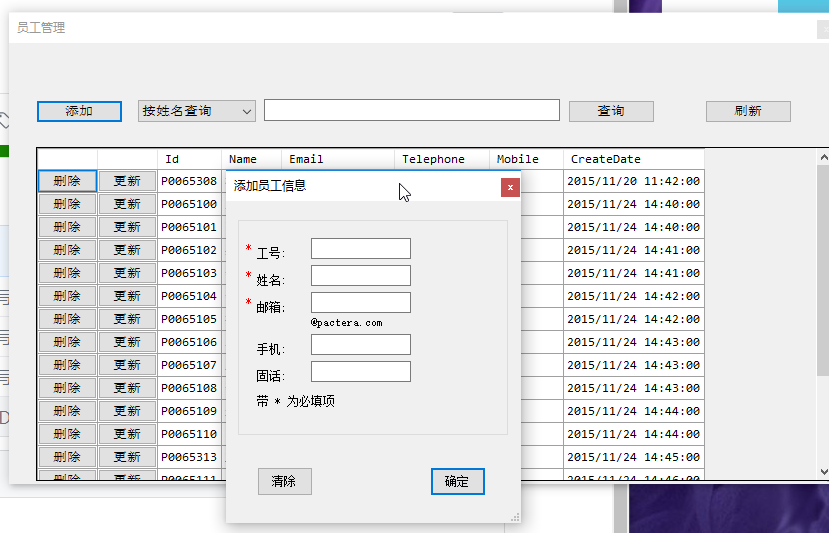 员工管理
添加 按姓名查询 查询 刷新
Id Name Email Telephone Mobile CreateDate
删除 更新 P0065308 2015/11/20 11:42:00
删除 更新 P0065100 2015/11/24 14:40:00
删除 更新 P0065101 2015/11/24 14:40:00
删除 更新 P0065102 2015/11/24 14:41:00
删除 更新 P0065103 2015/11/24 14:41:00
删除 更新 P0065104 2015/11/24 14:42:00
删除 更新 P0065105 2015/11/24 14:42:00
删除 更新 P0065106 2015/11/24 14:43:00
删除 更新 P0065107 2015/11/24 14:43:00
删除 更新 P0065108 2015/11/24 14:43:00
删除 更新 P0065109 2015/11/24 14:44:00
删除 更新 P0065110 2015/11/24 14:44:00
删除 更新 P0065313 2015/11/24 14:45:00
删除 更新 P0065111 2015/11/24 14:46:00
添加员工信息 x
* 工号:
* 姓名:
* 邮箱:
@pactera.com
手机:
固话:
带 * 为必填项
清除 确定